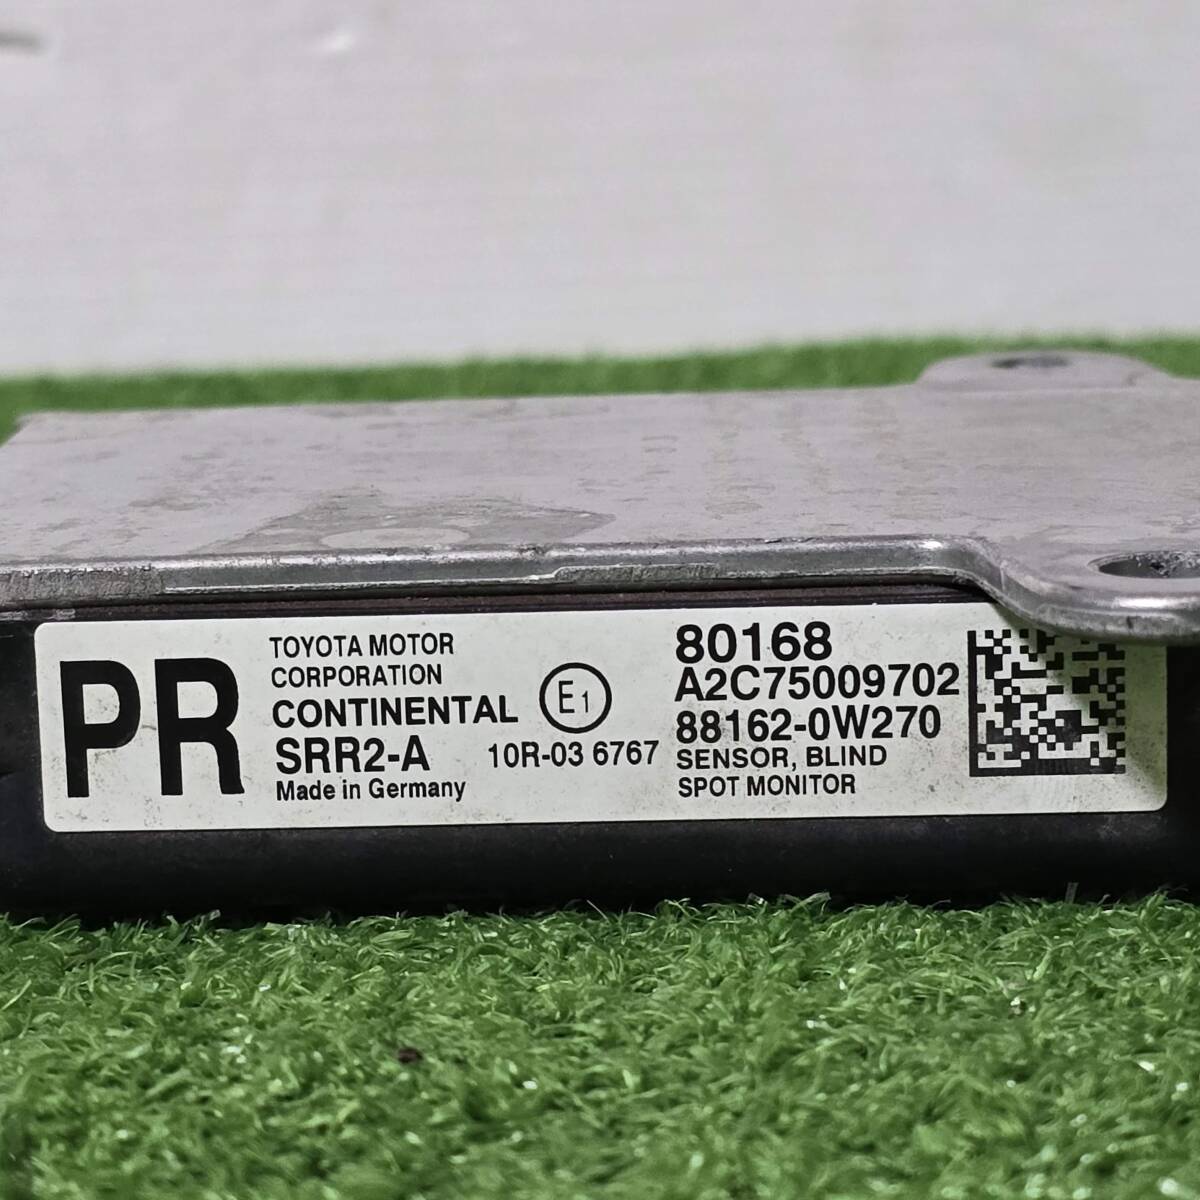 PR
TOYOTA MOTOR
CORPORATION
CONTINENTAL
SRR2-A
Made in Germany
E1
10R-03 6767
80168
A2C75009702
88162-0W270
SENSOR, BLIND
SPOT MONITOR